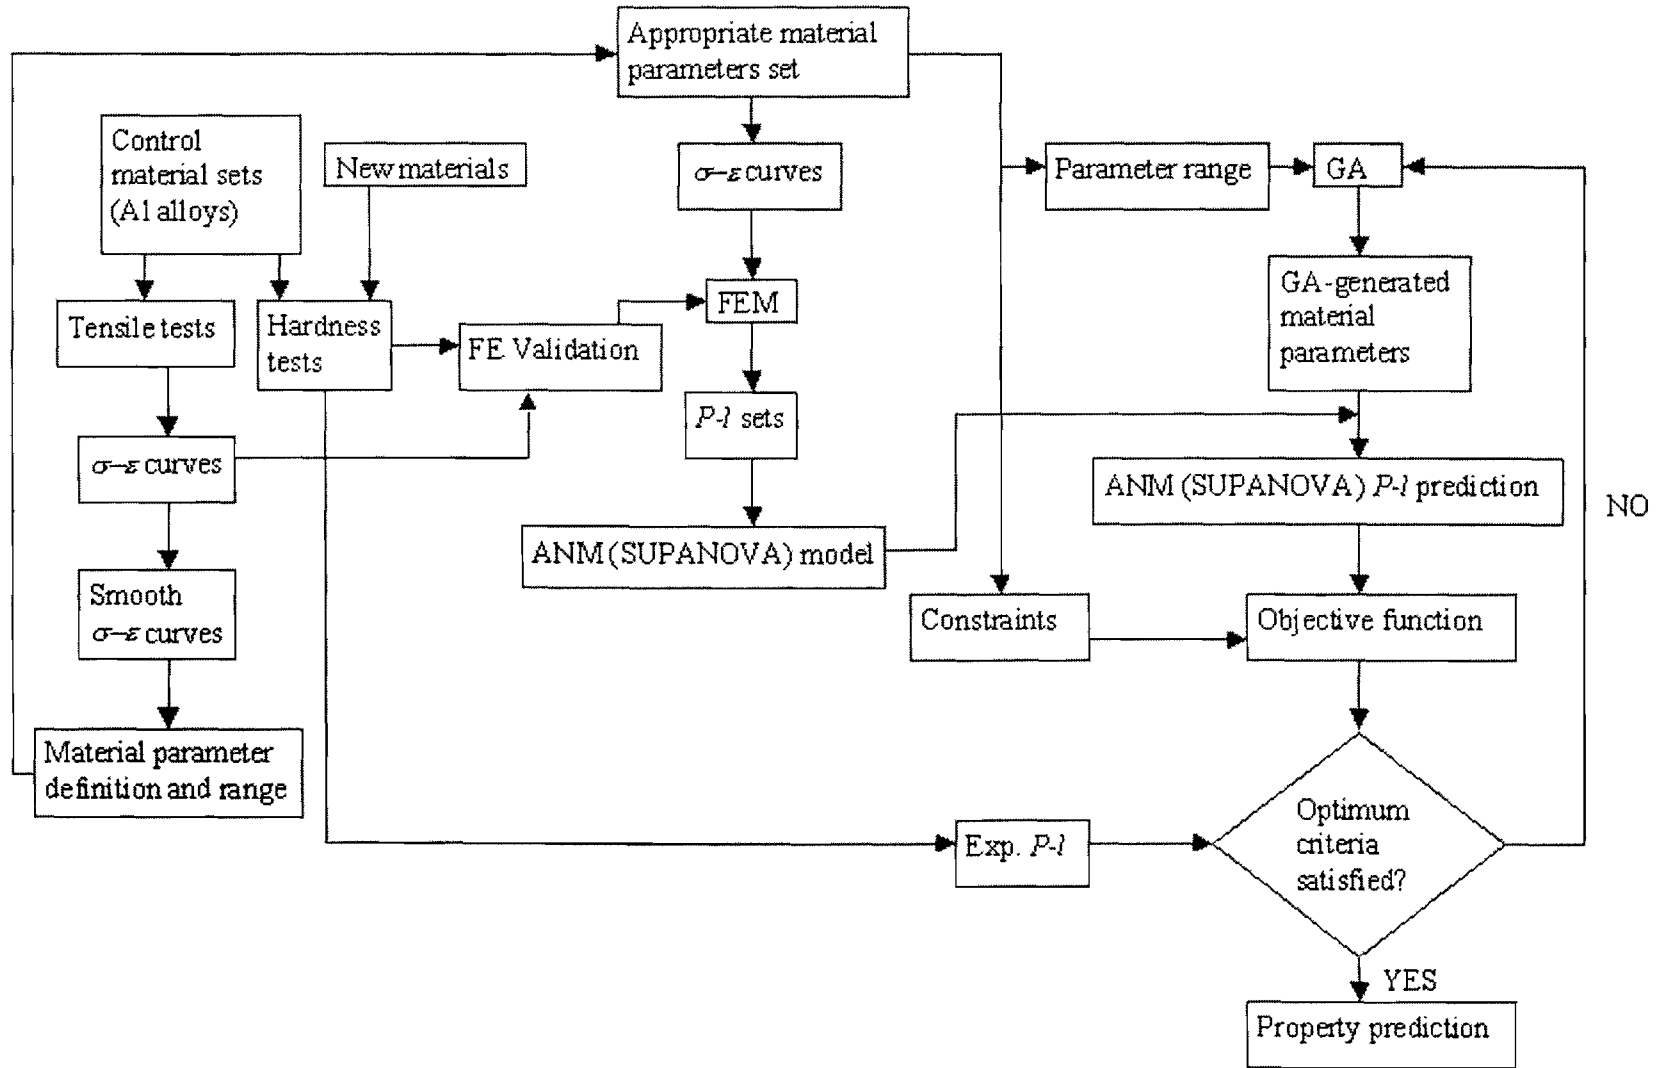 Appropriate material
parameters set
Control
material sets
(Al alloys)
New materials
σ–ε curves
Parameter range
GA
Tensile tests
Hardness
tests
FE Validation
FEM
GA-generated
material
parameters
P-l sets
σ–ε curves
ANM (SUPANOVA) P-l prediction
NO
ANM (SUPANOVA) model
Smooth
σ–ε curves
Constraints
Objective function
Material parameter
definition and range
Exp. P-l
Optimum
criteria
satisfied?
YES
Property prediction